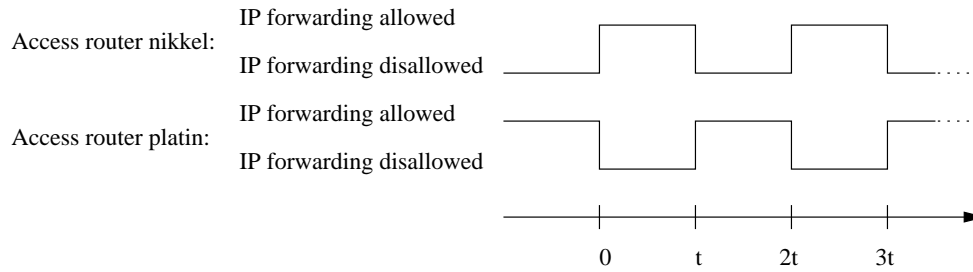 IP forwarding allowed
Access router nikkel:
IP forwarding disallowed
IP forwarding allowed
Access router platin:
IP forwarding disallowed
0 t 2t 3t